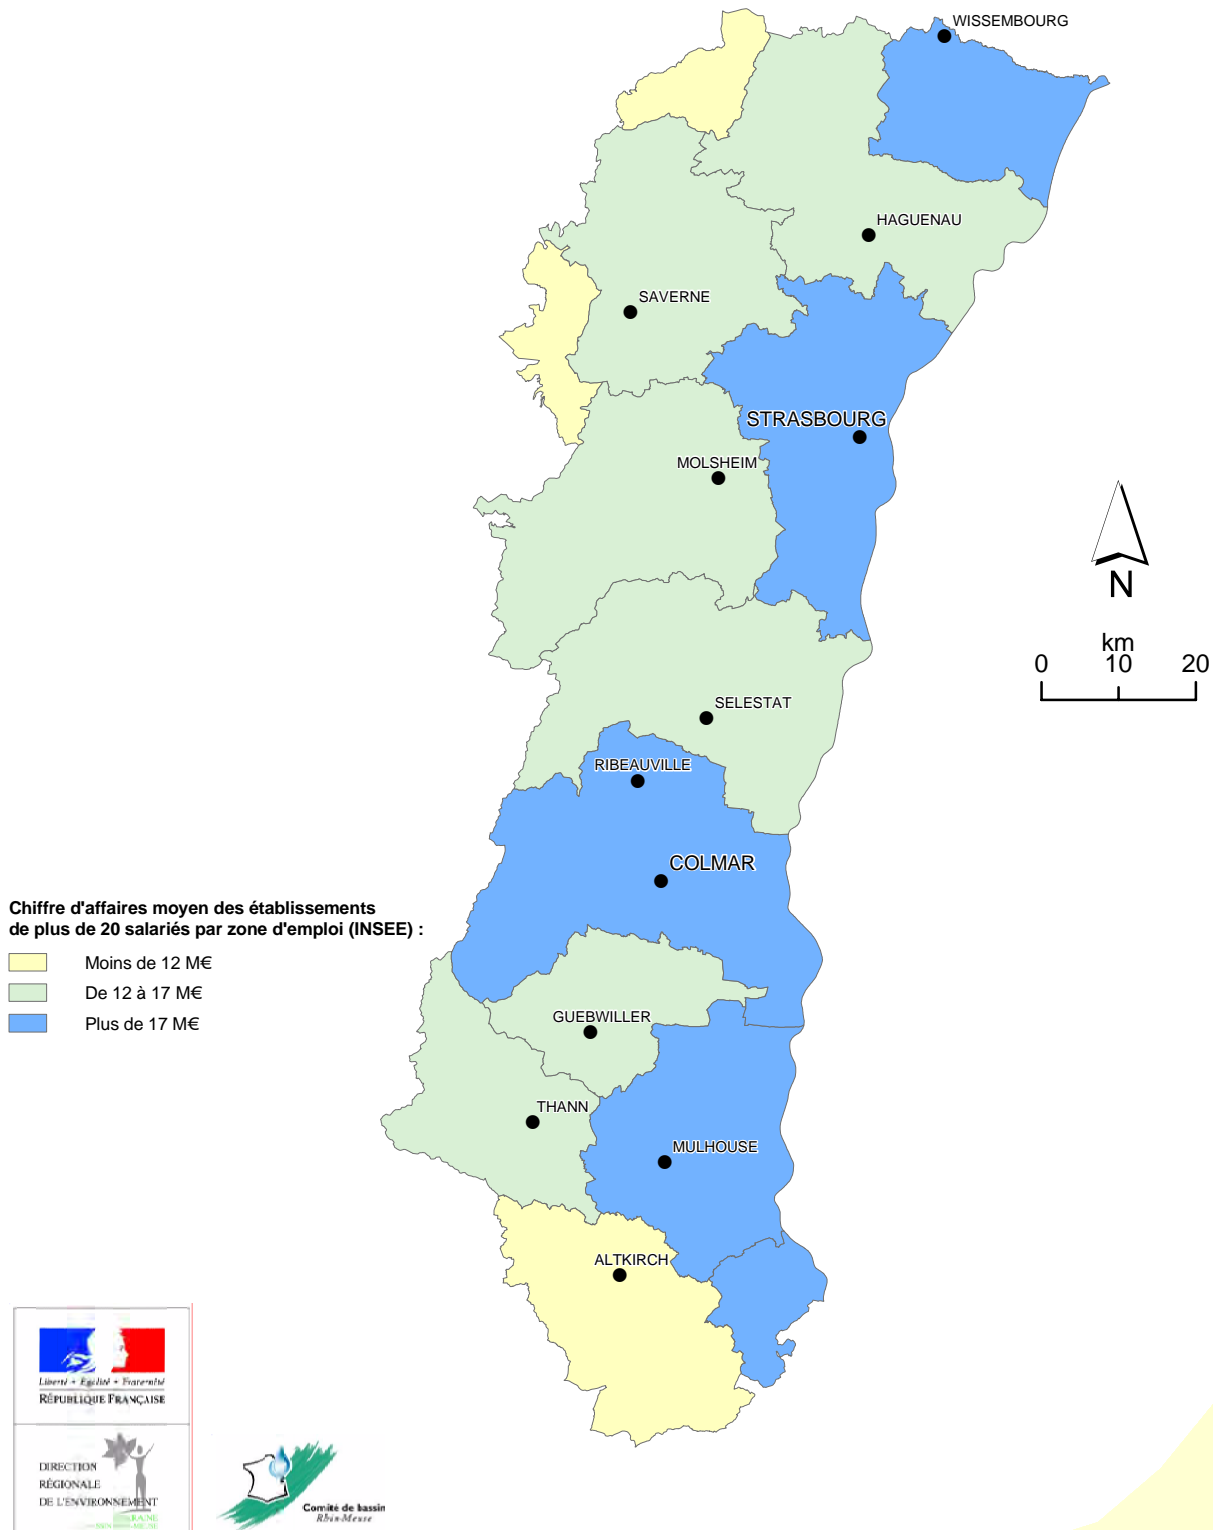 WISSEMBOURG
HAGUENAU
SAVERNE
STRASBOURG
MOLSHEIM
N
km
0 10 20
SELESTAT
RIBEAUVILLE
COLMAR
Chiffre d'affaires moyen des établissements
de plus de 20 salariés par zone d'emploi (INSEE) :
Moins de 12 M€
De 12 à 17 M€
Plus de 17 M€
GUEBWILLER
THANN
MULHOUSE
ALTKIRCH
Liberté • Égalité • Fraternité
RÉPUBLIQUE FRANÇAISE
DIRECTION
RÉGIONALE
DE L'ENVIRONNEMENT
Comité de bassin
Rhin-Meuse